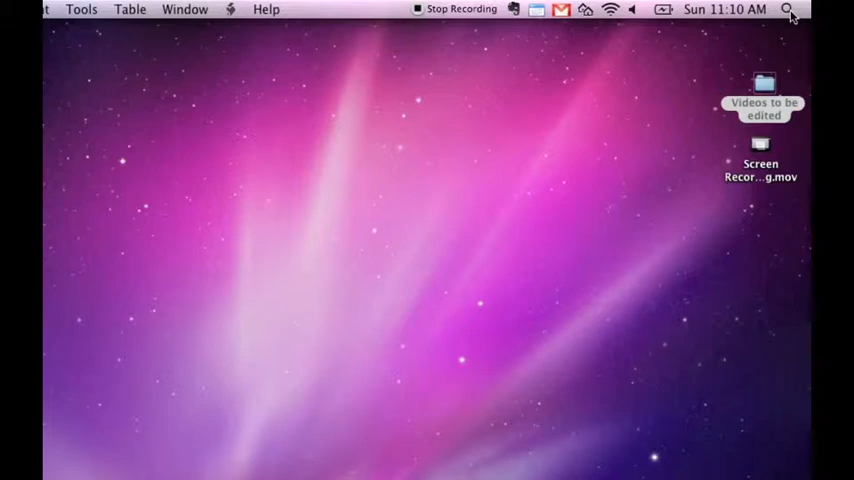 t Tools Table Window Help Stop Recording Sun 11:10 AM
Videos to be
edited
Screen
Recor...g.mov